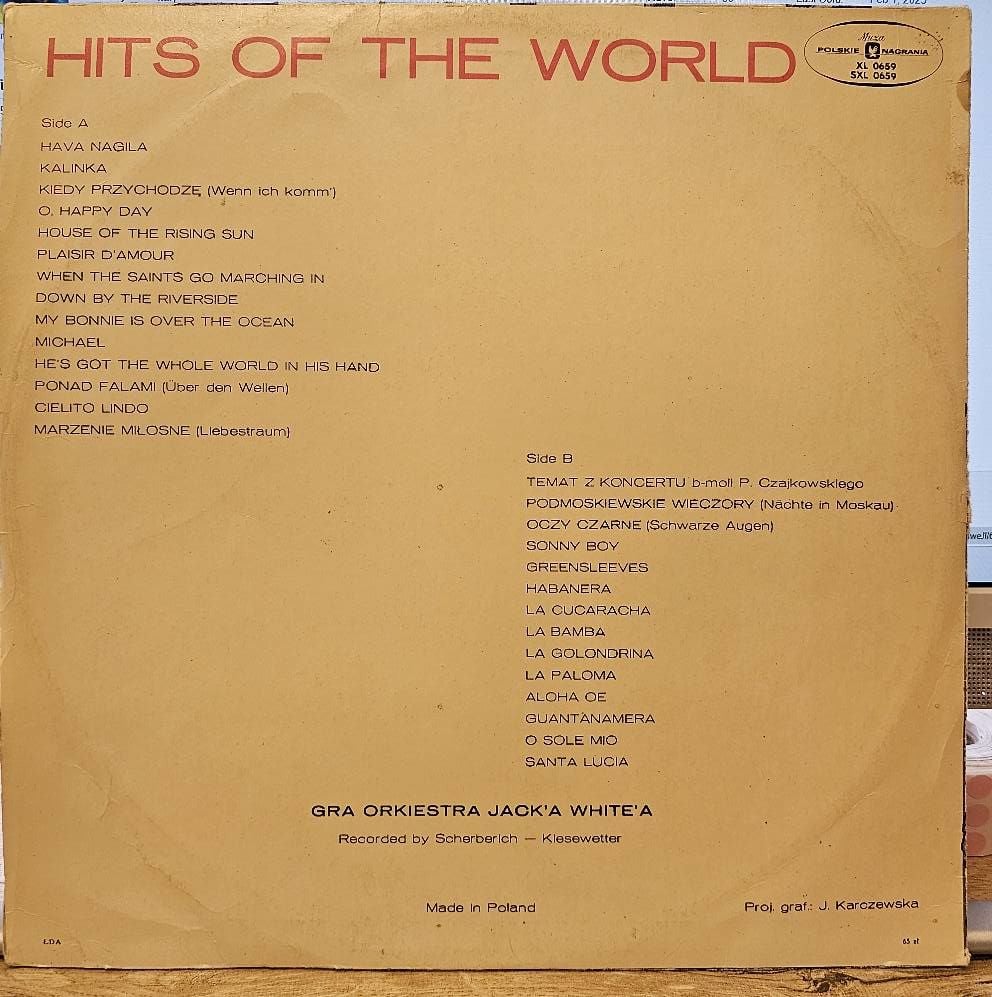 HITS OF THE WORLD
Muza
POLSKIE NAGRANIA
XL 0659
SXL 0659
Side A
HAVA NAGILA
KALINKA
KIEDY PRZYCHODZĘ (Wenn ich komm')
O, HAPPY DAY
HOUSE OF THE RISING SUN
PLAISIR D'AMOUR
WHEN THE SAINTS GO MARCHING IN
DOWN BY THE RIVERSIDE
MY BONNIE IS OVER THE OCEAN
MICHAEL
HE'S GOT THE WHOLE WORLD IN HIS HAND
PONAD FALAMI (Über den Wellen)
CIELITO LINDO
MARZENIE MIŁOSNE (Liebestraum)
Side B
TEMAT Z KONCERTU b-moll P. Czajkowskiego
PODMOSKIEWSKIE WIECZORY (Nächte in Moskau)
OCZY CZARNE (Schwarze Augen)
SONNY BOY
GREENSLEEVES
HABANERA
LA CUCARACHA
LA BAMBA
LA GOLONDRINA
LA PALOMA
ALOHA OE
GUANTANAMERA
O SOLE MIO
SANTA LUCIA
GRA ORKIESTRA JACK'A WHITE'A
Recorded by Scherberich — Kiesewetter
Made in Poland
Proj. graf.: J. Karczewska
ŁDA
65 zł